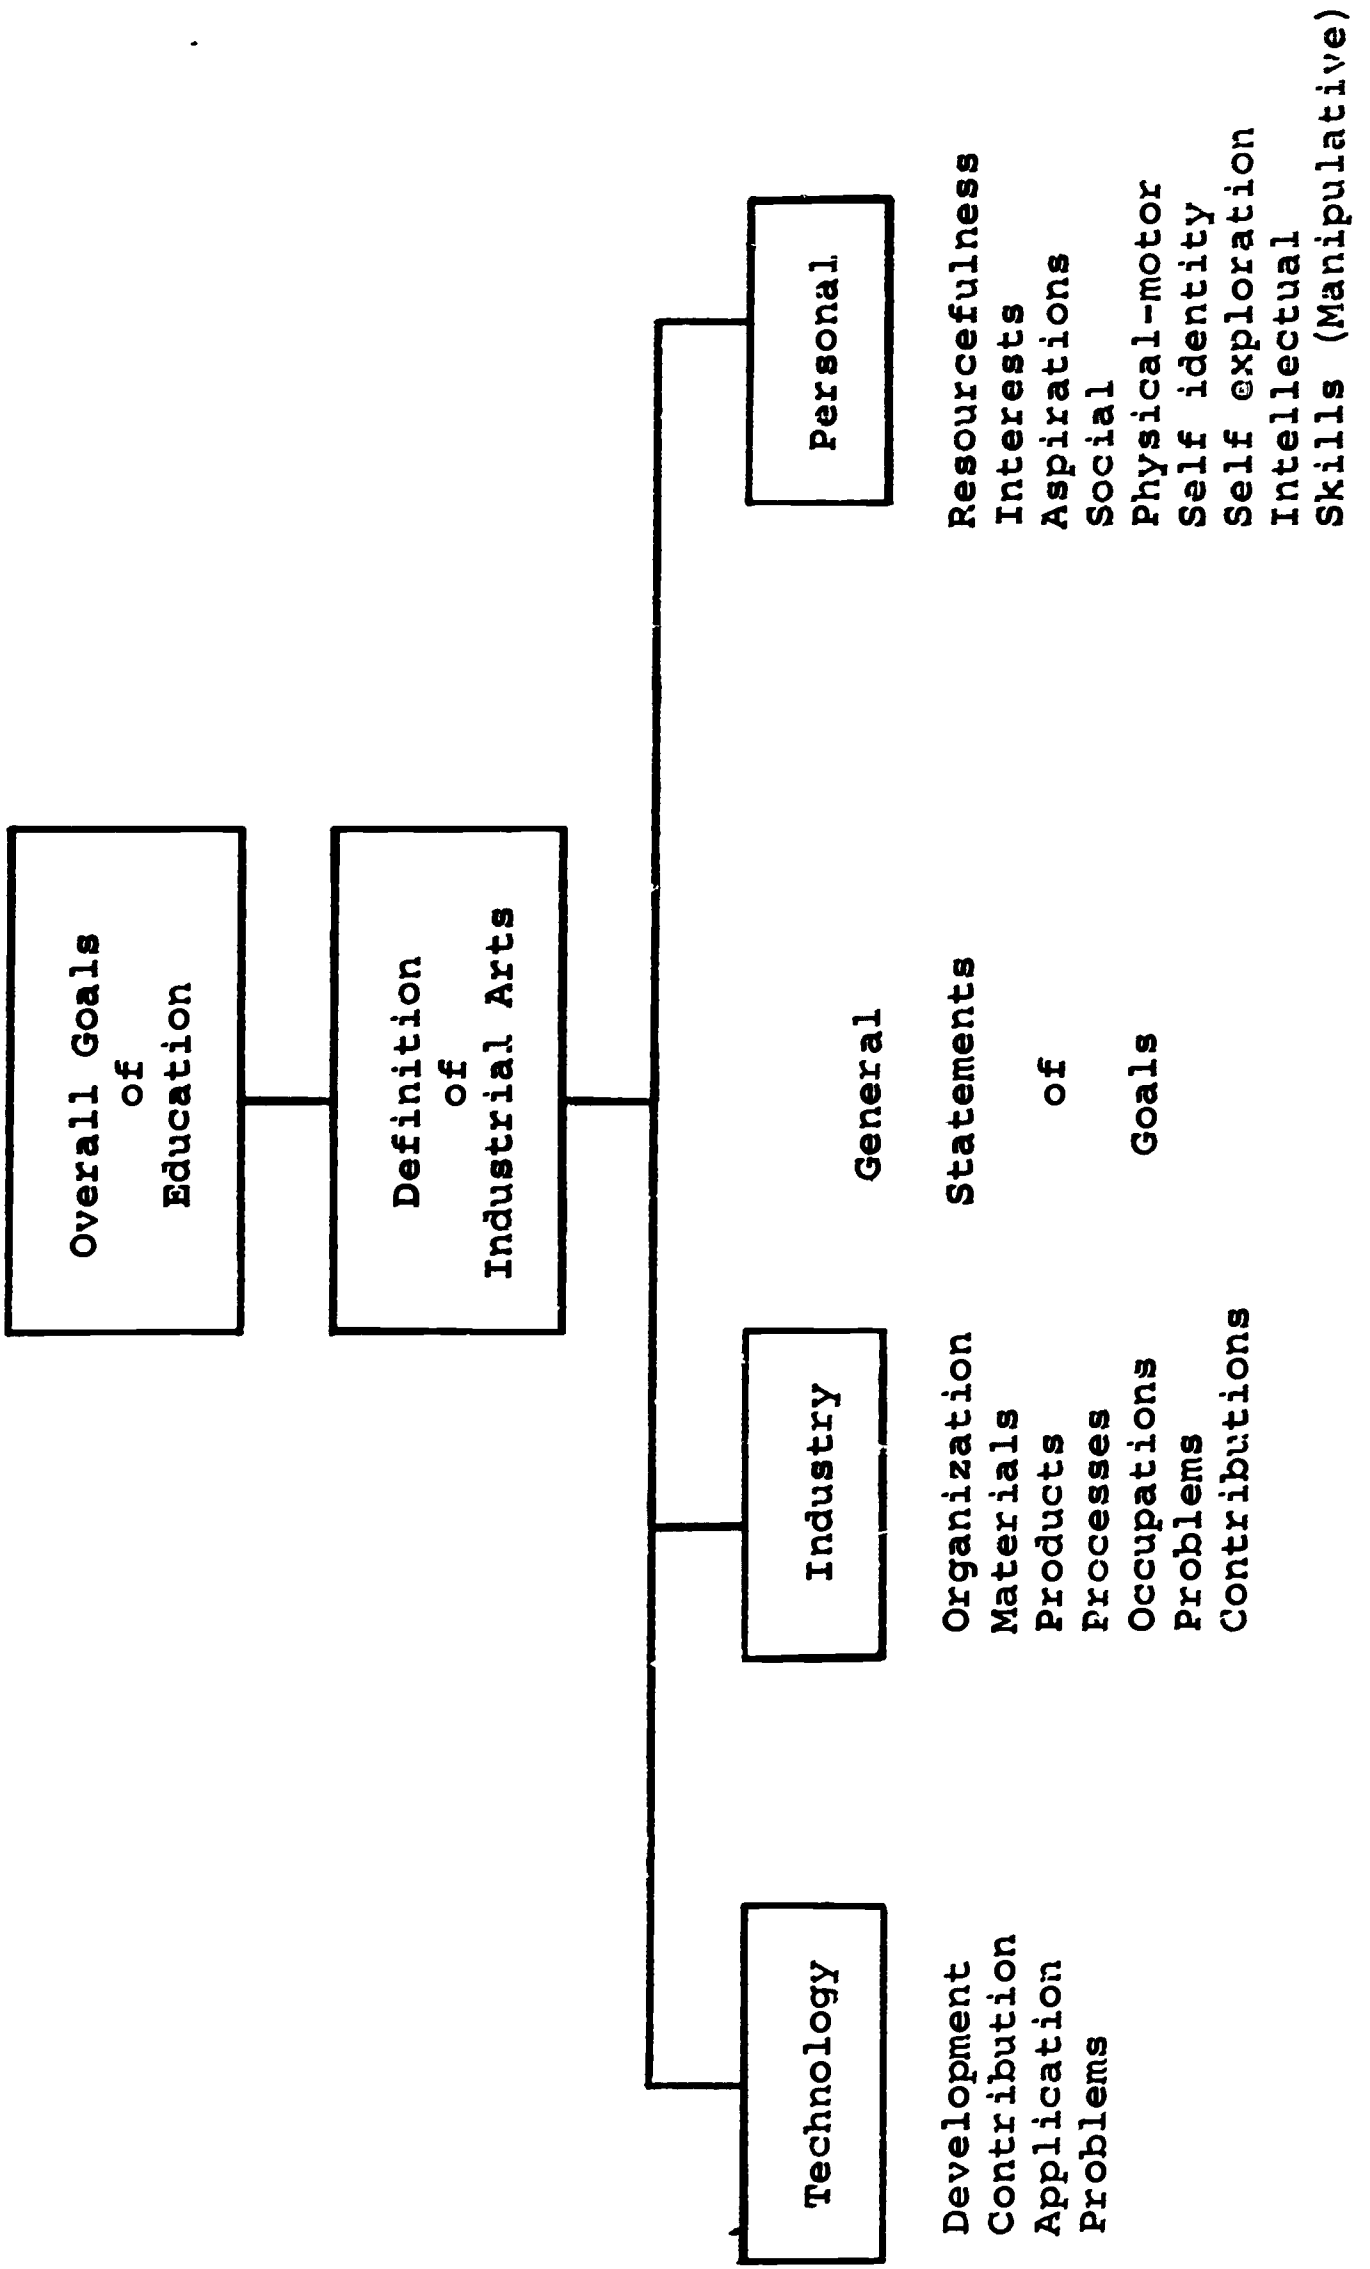 Overall Goals
of
Education
Definition
of
Industrial Arts
Technology
Development
Contribution
Application
Problems
Industry
Organization
Materials
Products
Processes
Occupations
Problems
Contributions
General
Statements
of
Goals
Personal
Resourcefulness
Interests
Aspirations
Social
Physical-motor
Self identity
Self exploration
Intellectual
Skills (Manipulative)